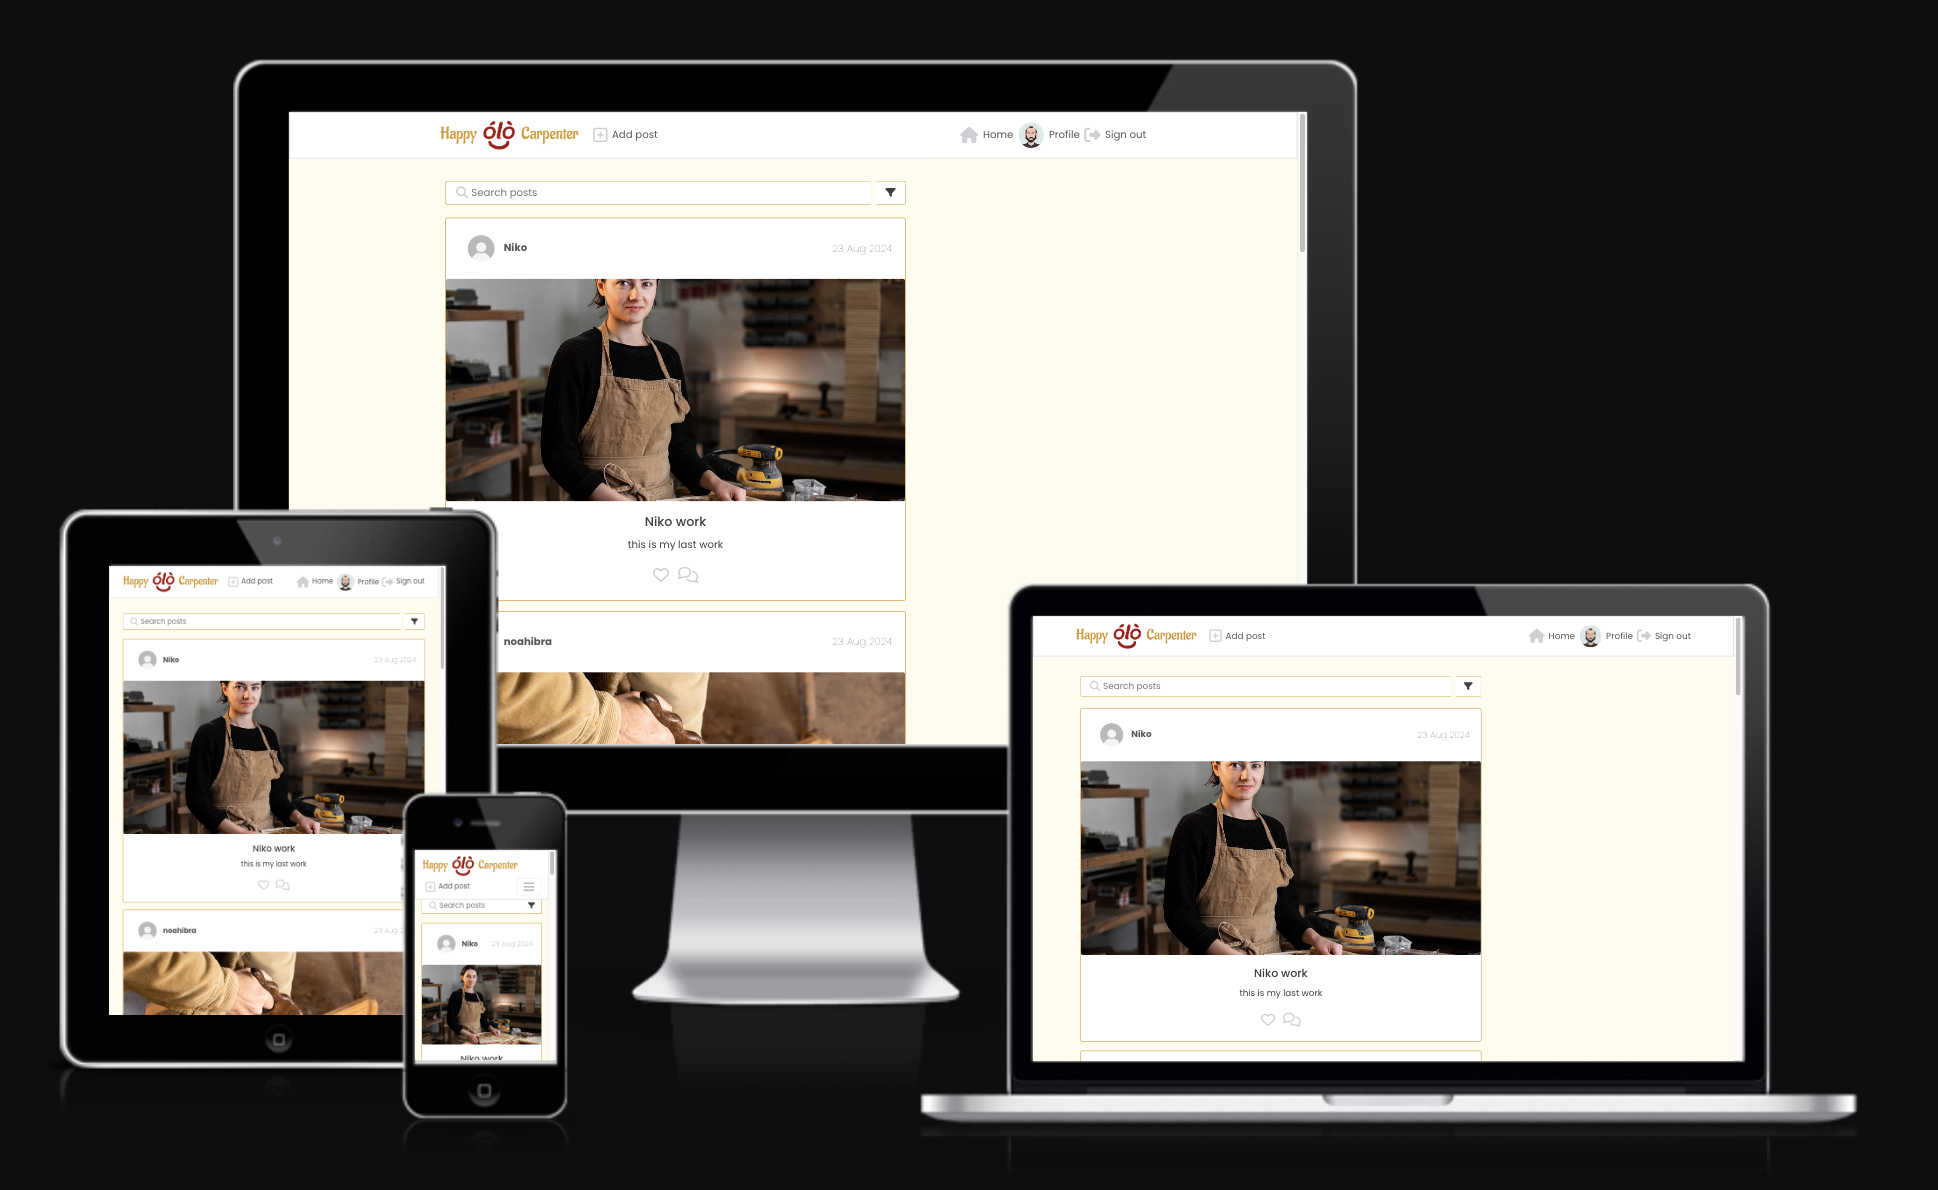 Happy ólò Carpenter Add post Home Profile Sign out
Search posts
Niko 23 Aug 2024
Niko work
this is my last work
noahibra 23 Aug 2024
Happy ólò Carpenter Add post Home Profile Sign out
Search posts
Niko 23 Aug 2024
Niko work
this is my last work
noahibra 23 Aug 2
Happy ólò Carpenter
Add post
Search posts
Niko 23 Aug 2024
Niko work
Happy ólò Carpenter Add post Home Profile Sign out
Search posts
Niko 23 Aug 2024
Niko work
this is my last work